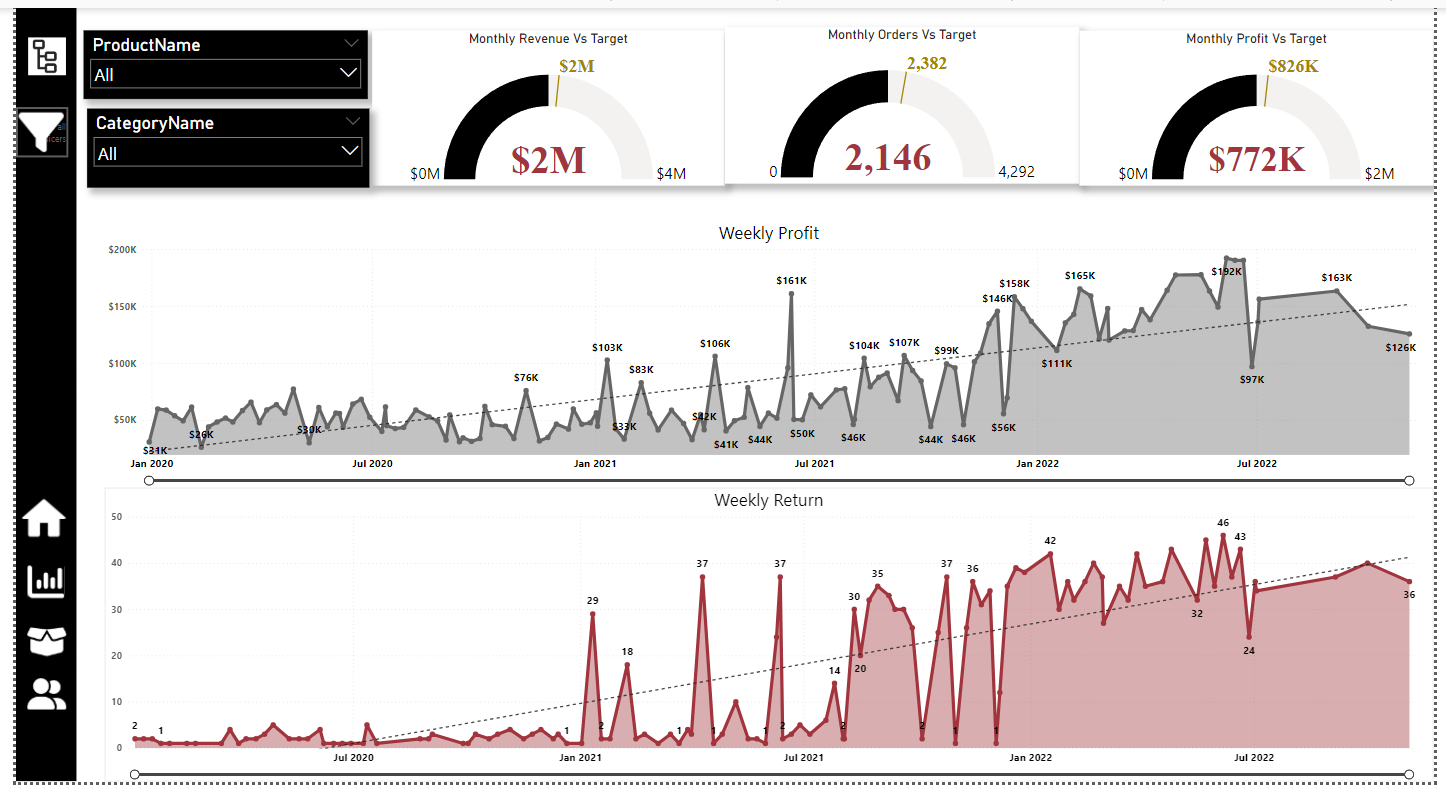 ProductName
All
CategoryName
All
Monthly Revenue Vs Target
$2M
$2M
$0M
$4M
Monthly Orders Vs Target
2,382
2,146
0
4,292
Monthly Profit Vs Target
$826K
$772K
$0M
$2M
Weekly Profit
$200K
$150K
$100K
$50K
$31K
$26K
$30K
$76K
$103K
$33K
$83K
$42K
$106K
$41K
$44K
$161K
$50K
$46K
$104K
$107K
$44K
$99K
$46K
$146K
$56K
$158K
$111K
$165K
$192K
$97K
$163K
$126K
Jan 2020
Jul 2020
Jan 2021
Jul 2021
Jan 2022
Jul 2022
Weekly Return
50
40
30
20
10
0
2
1
1
29
2
18
1
37
1
1
37
2
14
2
30
20
35
2
37
1
36
1
42
32
46
43
24
36
Jul 2020
Jan 2021
Jul 2021
Jan 2022
Jul 2022